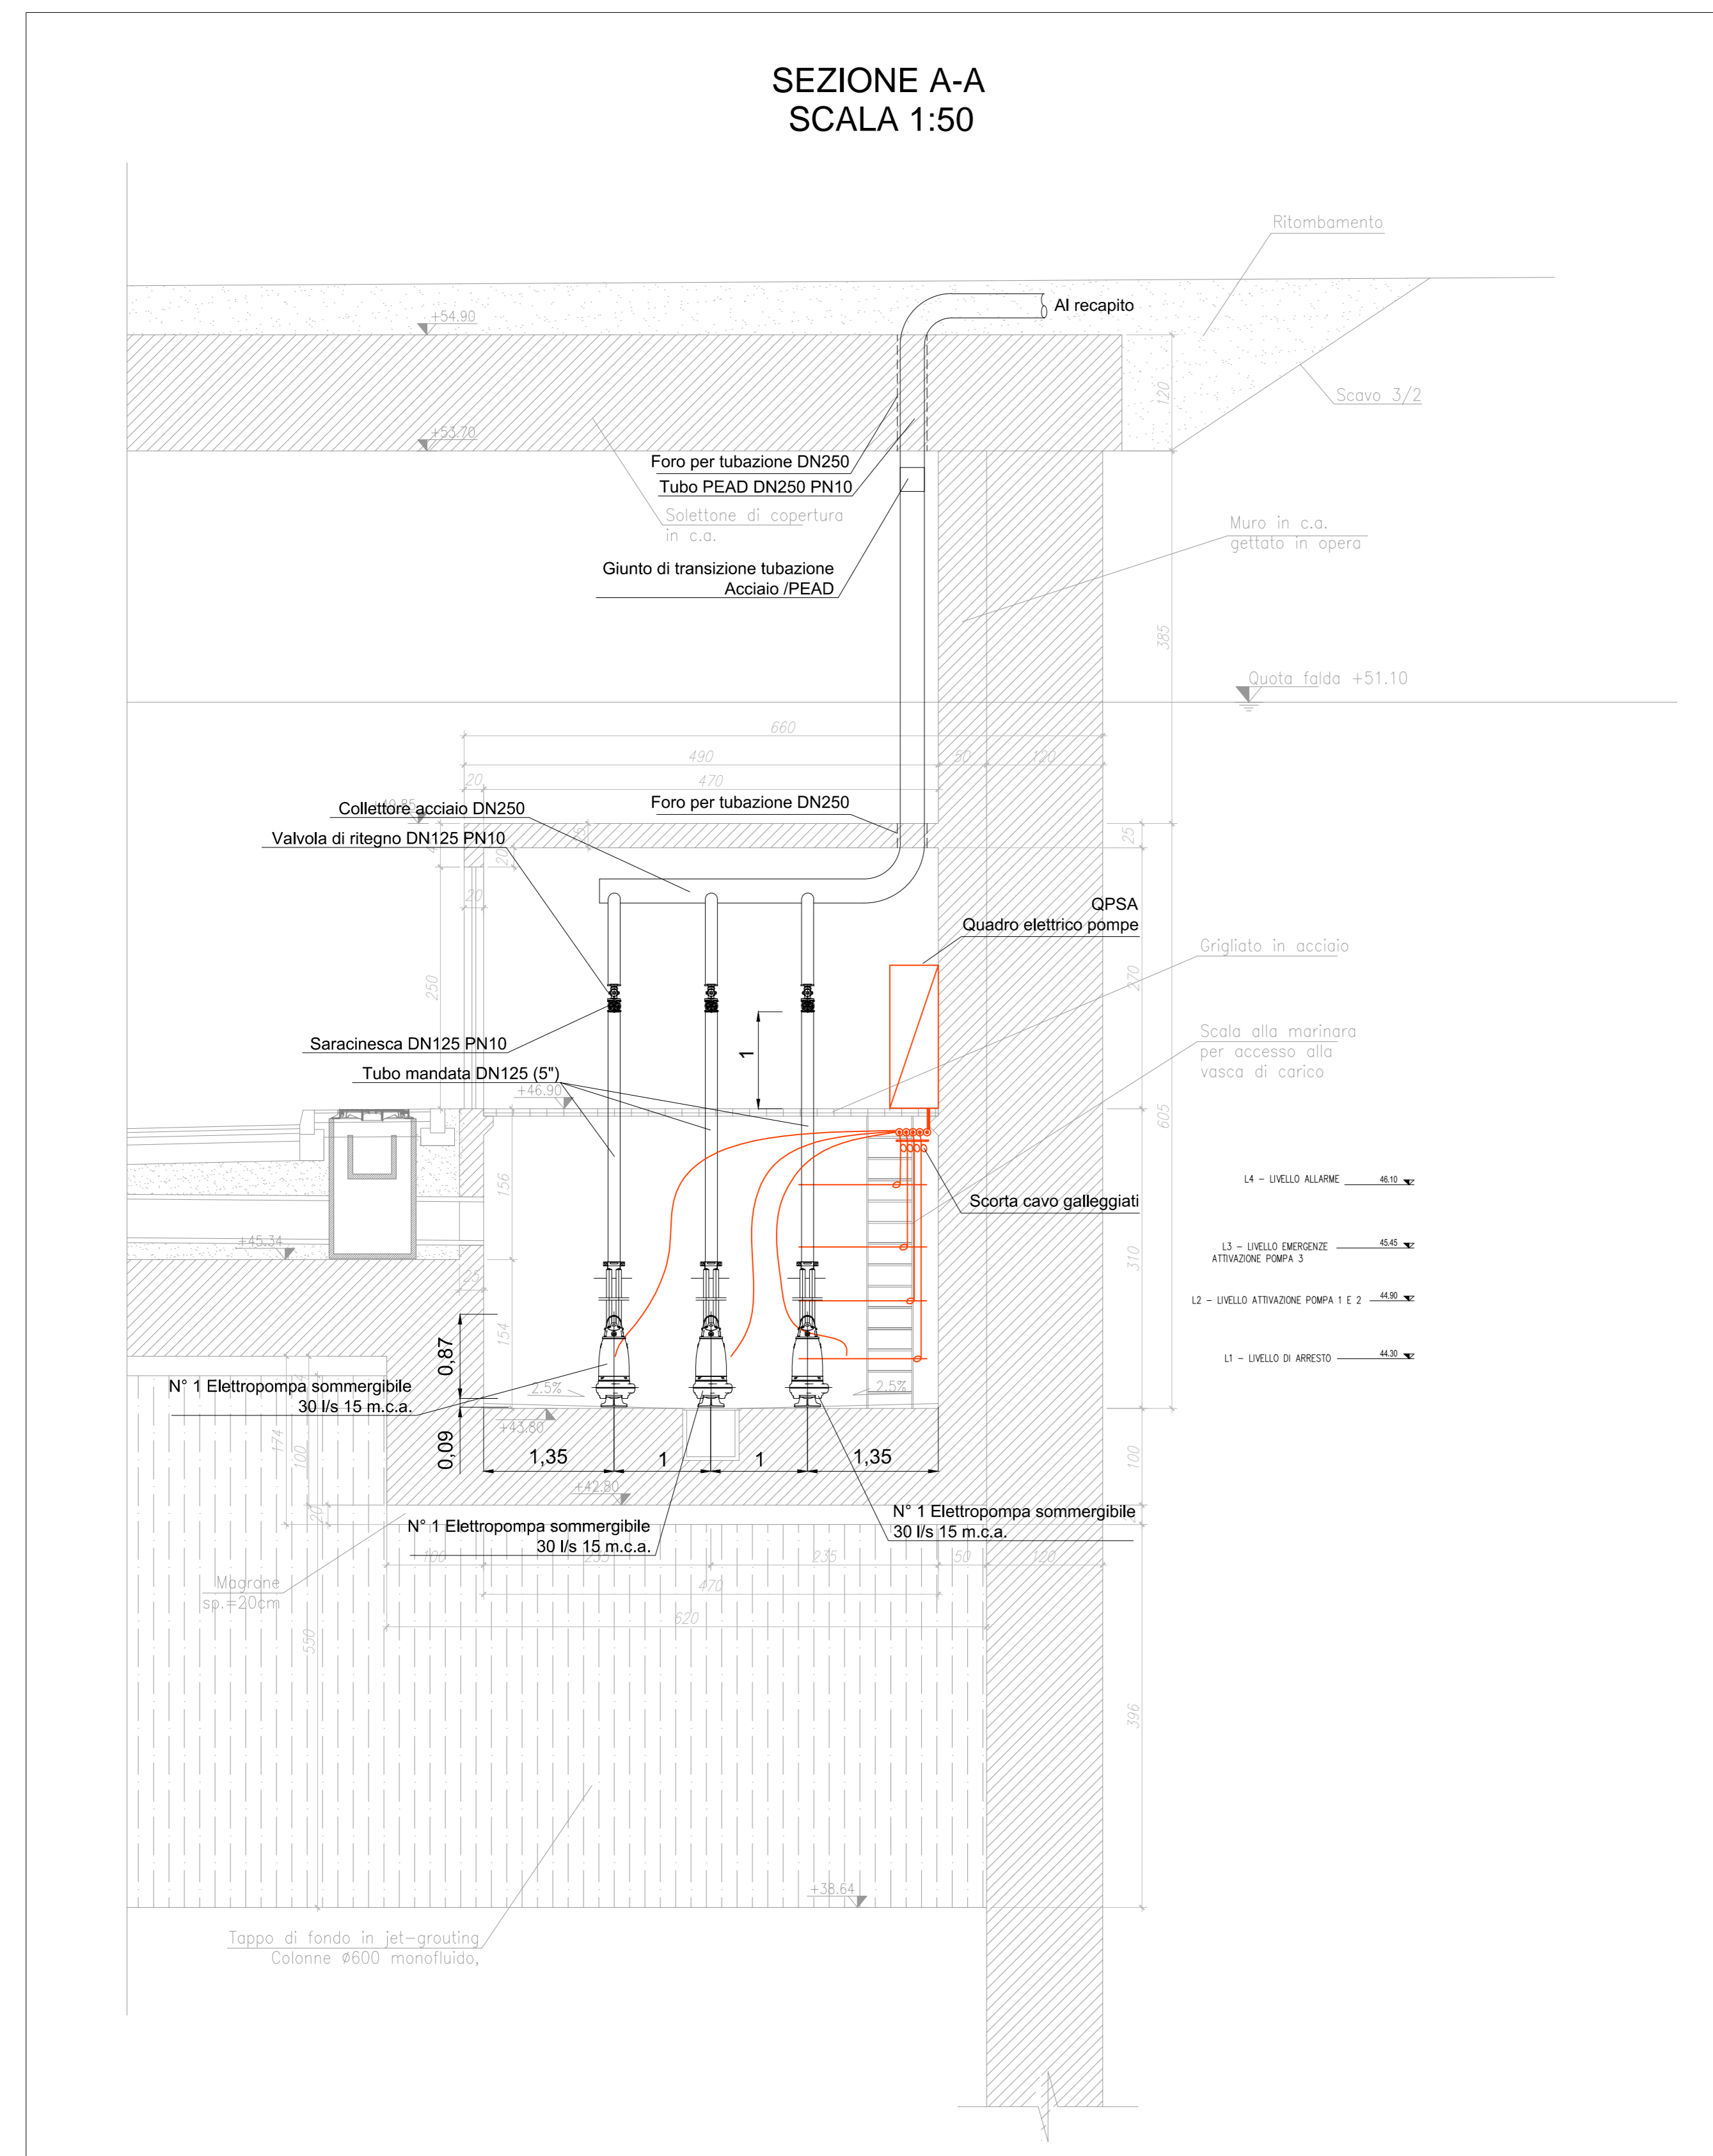 SEZIONE A-A
SCALA 1:50
Ritombamento
Al recapito
+54.90
120
Scavo 3/2
+53.70
Foro per tubazione DN250
Tubo PEAD DN250 PN10
Solettone di copertura
in c.a.
Muro in c.a.
gettato in opera
Giunto di transizione tubazione
Acciaio /PEAD
385
Quota falda +51.10
660
490
50
120
20
470
Foro per tubazione DN250
Collettore acciaio DN250
Valvola di ritegno DN125 PN10
25
20
20
QPSA
Quadro elettrico pompe
Grigliato in acciaio
250
270
Saracinesca DN125 PN10
1
Scala alla marinara
per accesso alla
vasca di carico
Tubo mandata DN125 (5")
+46.90
605
156
Scorta cavo galleggiati
L4 – LIVELLO ALLARME 46.10
+45.34
L3 – LIVELLO EMERGENZE 45.45
ATTIVAZIONE POMPA 3
310
25
L2 – LIVELLO ATTIVAZIONE POMPA 1 E 2 44.90
154
0,87
L1 – LIVELLO DI ARRESTO 44.30
N° 1 Elettropompa sommergibile
30 l/s 15 m.c.a.
2.5%
2.5%
+43.80
0,09
174
100
1,35
1
1
1,35
100
+42.80
20
N° 1 Elettropompa sommergibile
30 l/s 15 m.c.a.
N° 1 Elettropompa sommergibile
30 l/s 15 m.c.a.
100
235
235
50
120
Magrone
sp.=20cm
470
620
550
396
+38.64
Tappo di fondo in jet-grouting
Colonne Ø600 monofluido,